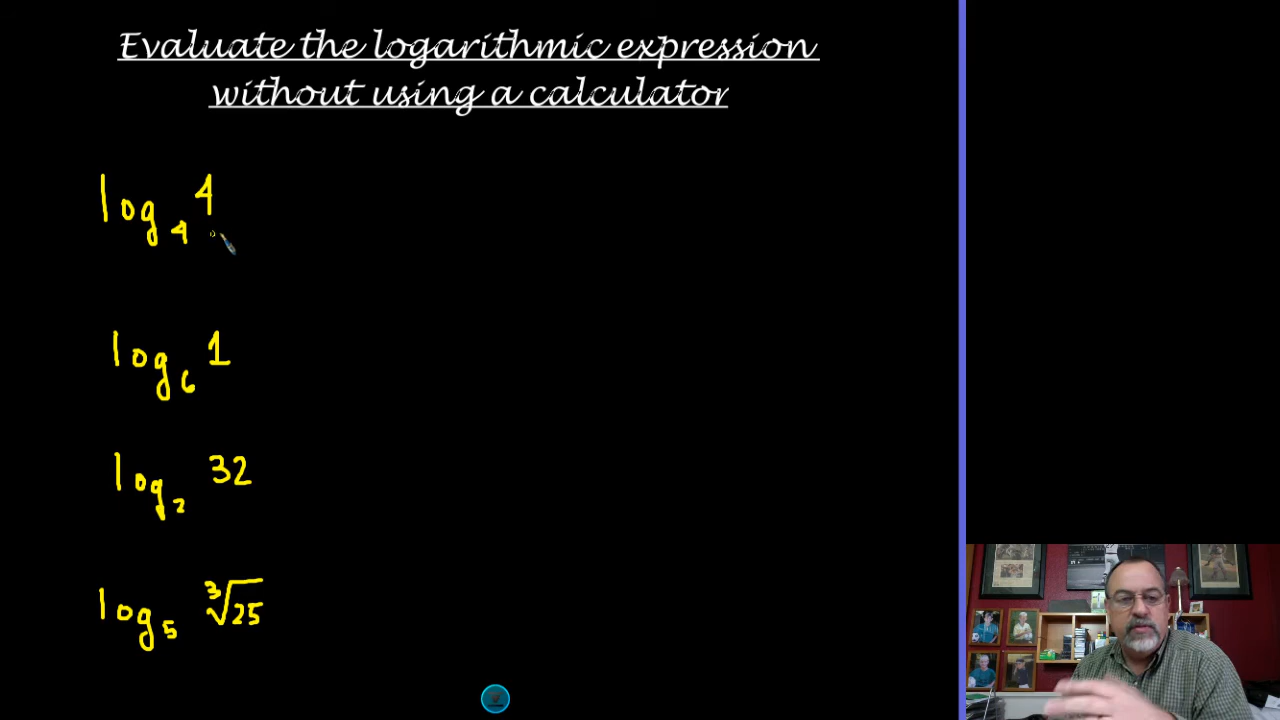 Evaluate the logarithmic expression
without using a calculator
log₄ 4
log₆ 1
log₂ 32
log₅ ∛25